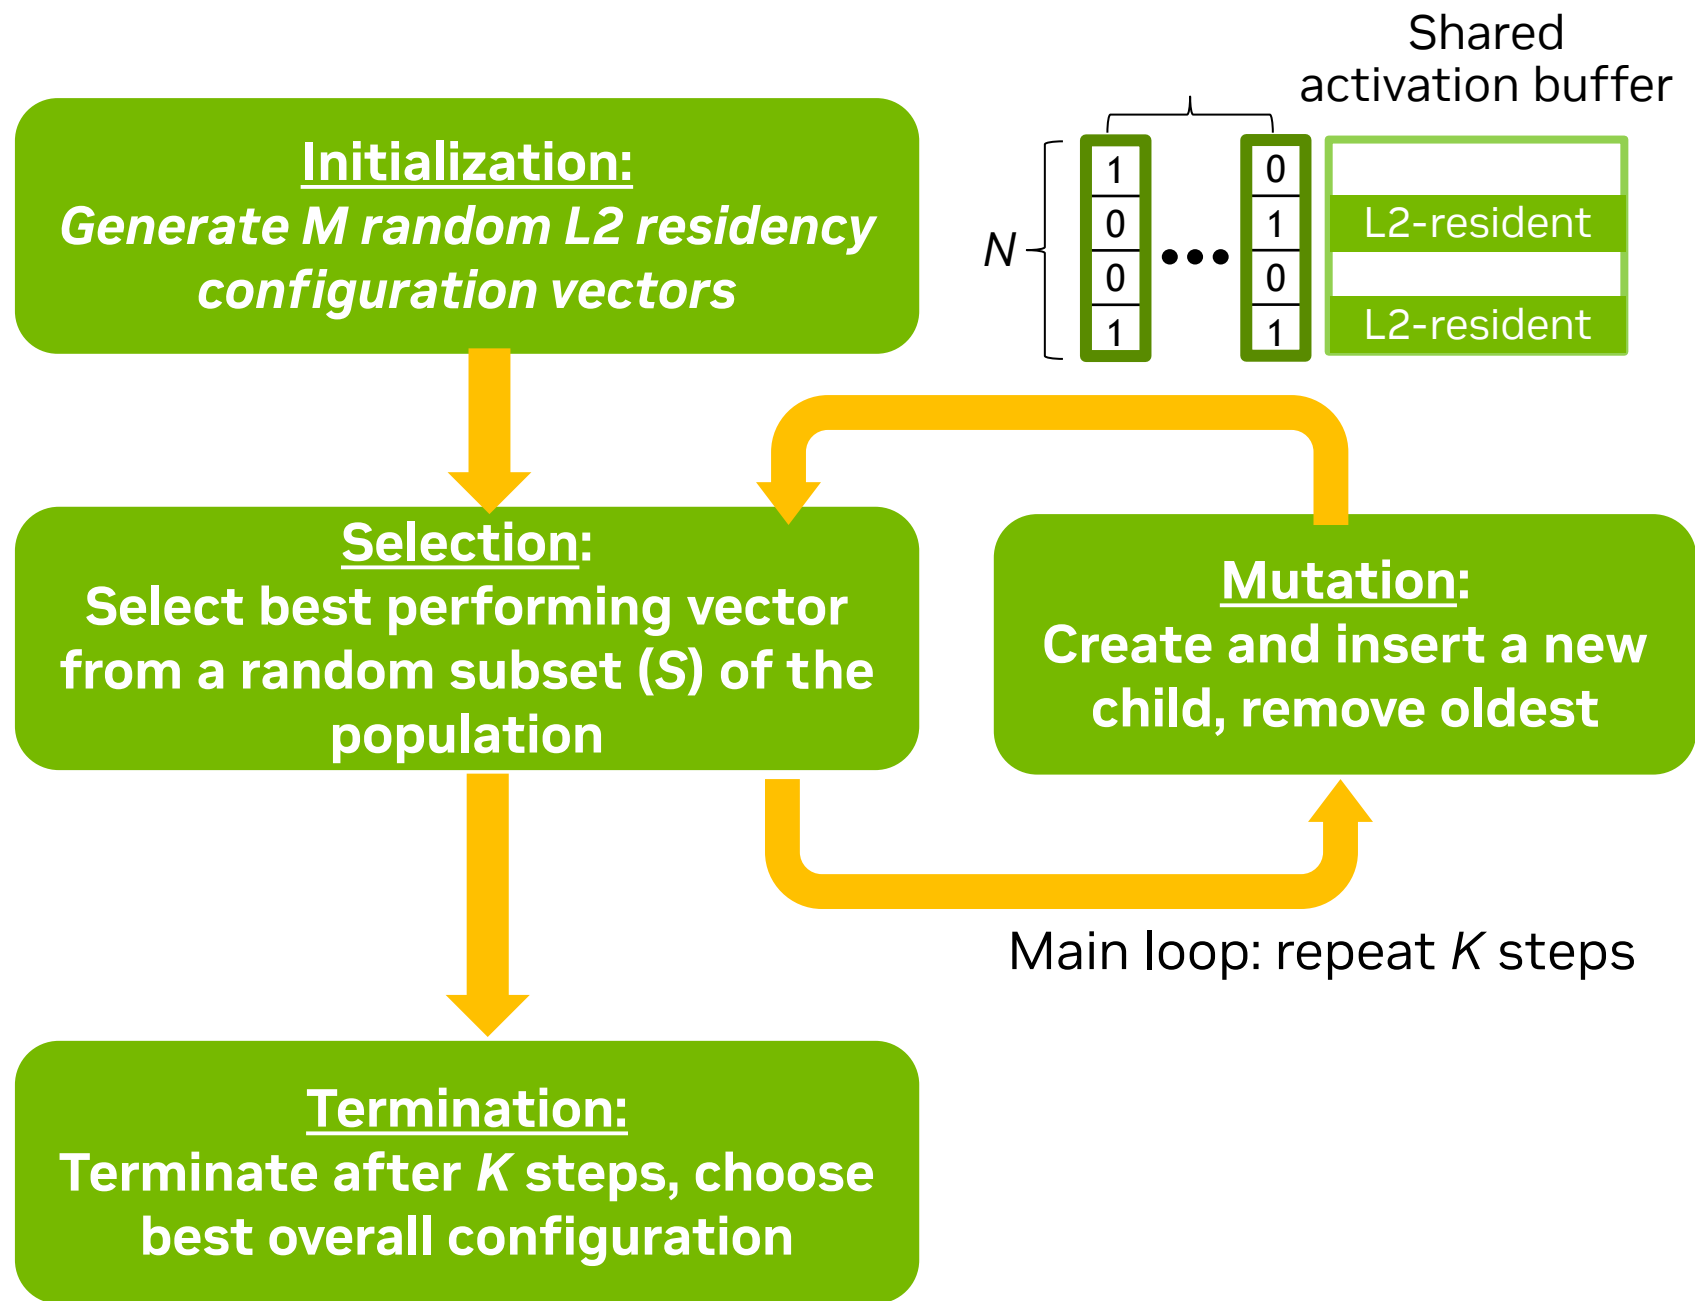 Shared
activation buffer
Initialization:
Generate M random L2 residency
configuration vectors
N
1
0
0
1
•••
0
1
0
1
L2-resident
L2-resident
Selection:
Select best performing vector
from a random subset (S) of the
population
Mutation:
Create and insert a new
child, remove oldest
Main loop: repeat K steps
Termination:
Terminate after K steps, choose
best overall configuration